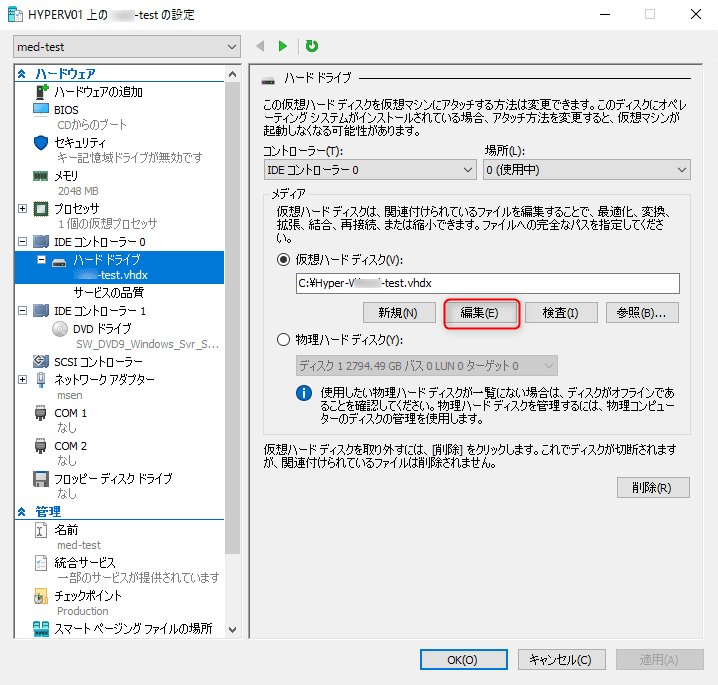 HYPERV01 上の -test の設定
med-test
ハードウェア
ハードウェアの追加
BIOS
CDからのブート
セキュリティ
キー記憶域ドライブが無効です
メモリ
2048 MB
プロセッサ
1 個の仮想プロセッサ
IDE コントローラー 0
ハード ドライブ
-test.vhdx
サービスの品質
IDE コントローラー 1
DVD ドライブ
SW_DVD9_Windows_Svr_S...
SCSI コントローラー
ネットワーク アダプター
msen
COM 1
なし
COM 2
なし
フロッピー ディスク ドライブ
なし
管理
名前
med-test
統合サービス
一部のサービスが提供されています
チェックポイント
Production
スマート ページング ファイルの場所
ハード ドライブ
この仮想ハード ディスクを仮想マシンにアタッチする方法は変更できます。このディスクにオペレ
ーティング システムがインストールされている場合、アタッチ方法を変更すると、仮想マシンが
起動しなくなる可能性があります。
コントローラー(T):
場所(L):
IDE コントローラー 0
0 (使用中)
メディア
仮想ハード ディスクは、関連付けられているファイルを編集することで、最適化、変換、
拡張、結合、再接続、または縮小できます。ファイルへの完全なパスを指定してくださ
い。
仮想ハード ディスク(V):
C:¥Hyper-V -test.vhdx
新規(N)
編集(E)
検査(I)
参照(B)...
物理ハード ディスク(Y):
ディスク 1 2794.49 GB バス 0 LUN 0 ターゲット 0
使用したい物理ハード ディスクが一覧にない場合は、ディスクがオフラインであ
ることを確認してください。物理ハード ディスクを管理するには、物理コンピュー
ターのディスクの管理を使用します。
仮想ハード ディスクを取り外すには、[削除] をクリックします。これでディスクが切断されます
が、関連付けられているファイルは削除されません。
削除(R)
OK(O)
キャンセル(C)
適用(A)